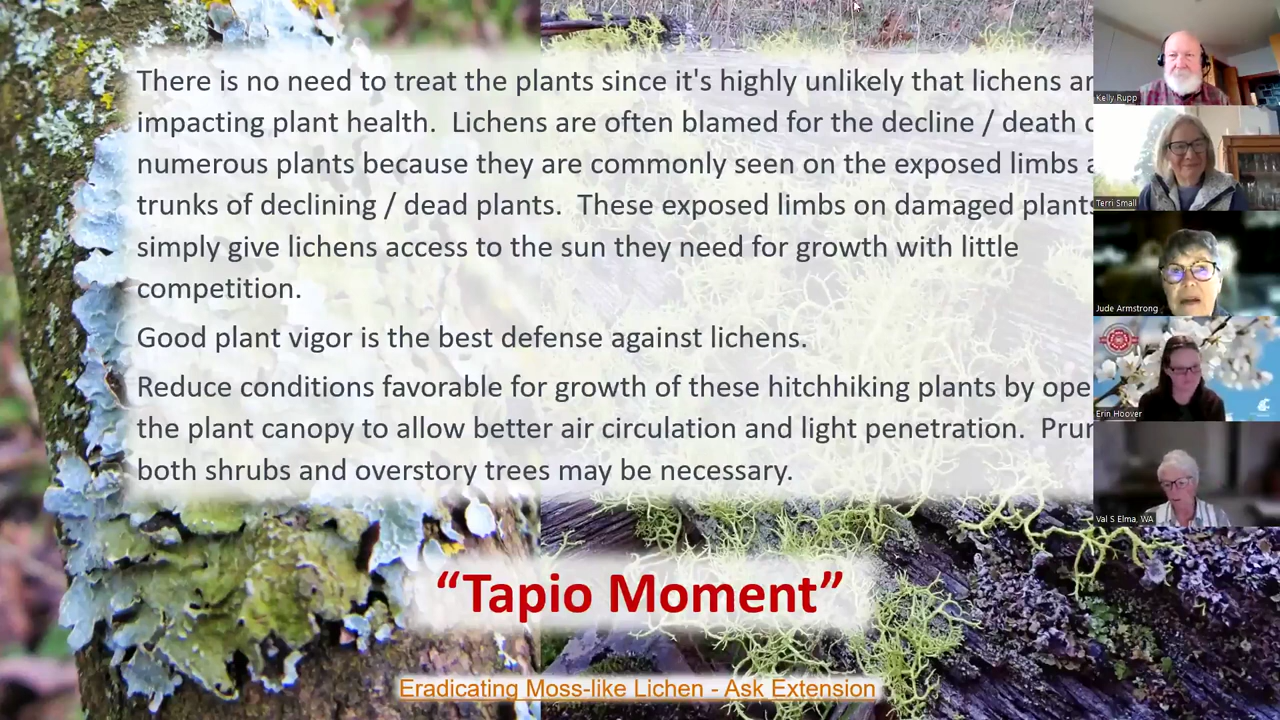 There is no need to treat the plants since it's highly unlikely that lichens
impacting plant health.  Lichens are often blamed for the decline / death
numerous plants because they are commonly seen on the exposed limbs
trunks of declining / dead plants.  These exposed limbs on damaged plants
simply give lichens access to the sun they need for growth with little
competition.
Good plant vigor is the best defense against lichens.
Reduce conditions favorable for growth of these hitchhiking plants by
the plant canopy to allow better air circulation and light penetration.
both shrubs and overstory trees may be necessary.
“Tapio Moment”
Eradicating Moss-like Lichen - Ask Extension
Kelly Rupp
Terri Small
Jude Armstrong
Erin Hoover
Val S Elma, WA